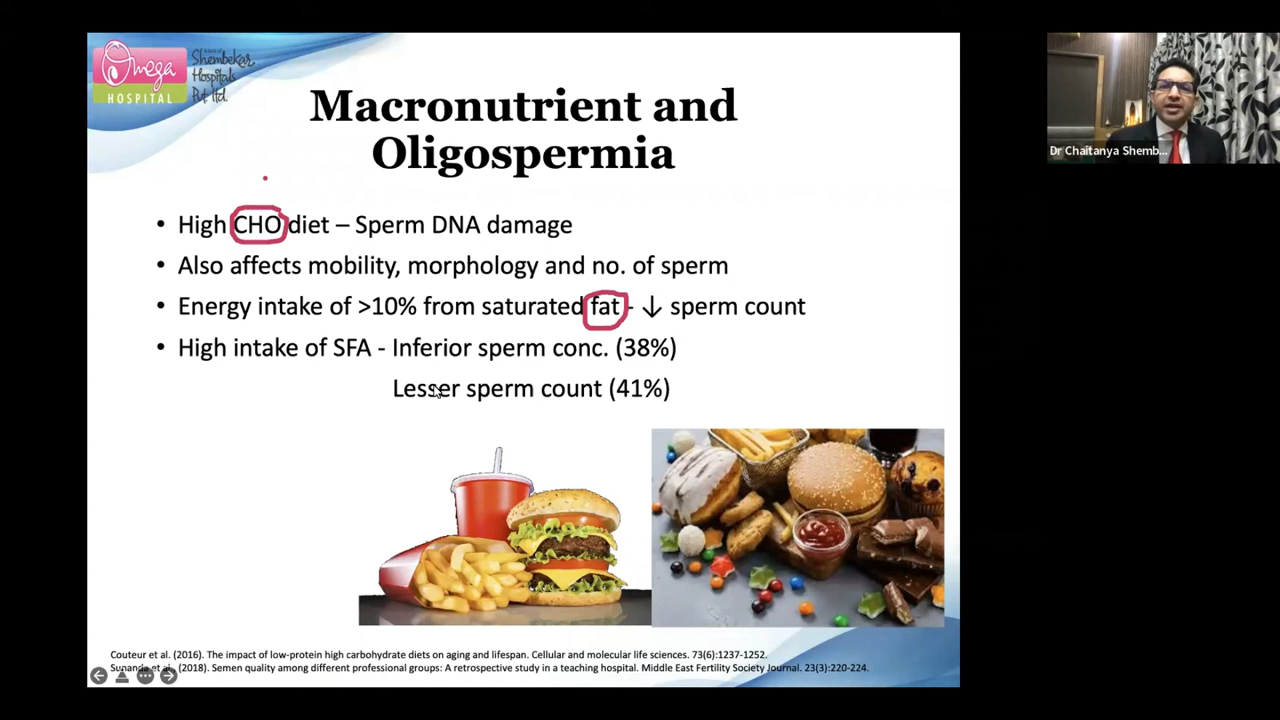 Omega
HOSPITAL
Shembekar
Hospitals
Pvt. ltd.
Macronutrient and
Oligospermia
• High CHO diet – Sperm DNA damage
• Also affects mobility, morphology and no. of sperm
• Energy intake of >10% from saturated fat - ↓ sperm count
• High intake of SFA - Inferior sperm conc. (38%)
Lesser sperm count (41%)
Couteur et al. (2016). The impact of low-protein high carbohydrate diets on aging and lifespan. Cellular and molecular life sciences. 73(6):1237-1252.
et al. (2018). Semen quality among different professional groups: A retrospective study in a teaching hospital. Middle East Fertility Society Journal. 23(3):220-224.
Dr Chaitanya Shemb...